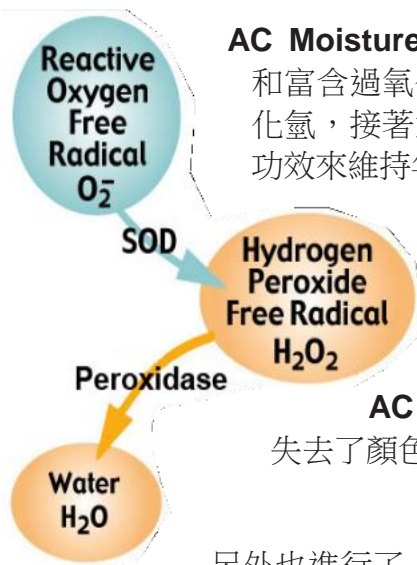 AC Moisture
和富含過氧
化氫，接著
功效來維持
Reactive
Oxygen
Free
Radical
O₂⁻
SOD
Hydrogen
Peroxide
Free Radical
H₂O₂
Peroxidase
AC
失去了顏色
Water
H₂O
另外也進行了